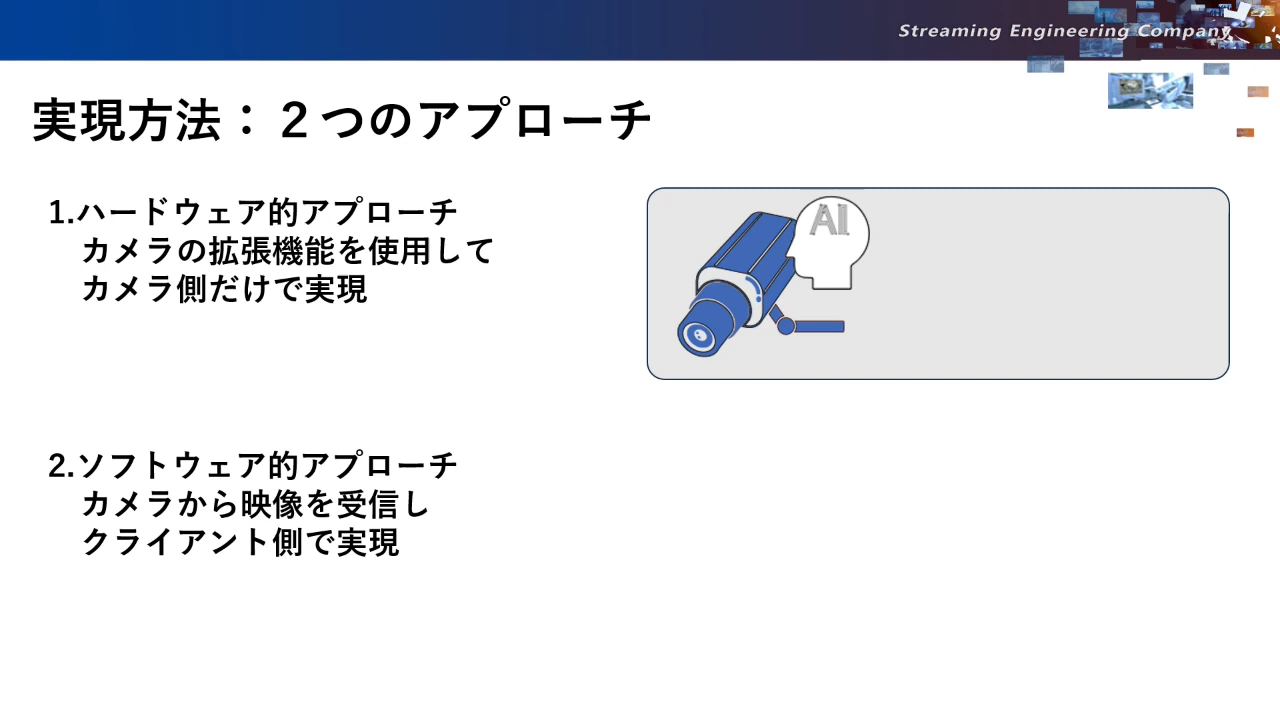 Streaming Engineering Company
実現方法：２つのアプローチ
1.ハードウェア的アプローチ
カメラの拡張機能を使用して
カメラ側だけで実現
AI
2.ソフトウェア的アプローチ
カメラから映像を受信し
クライアント側で実現